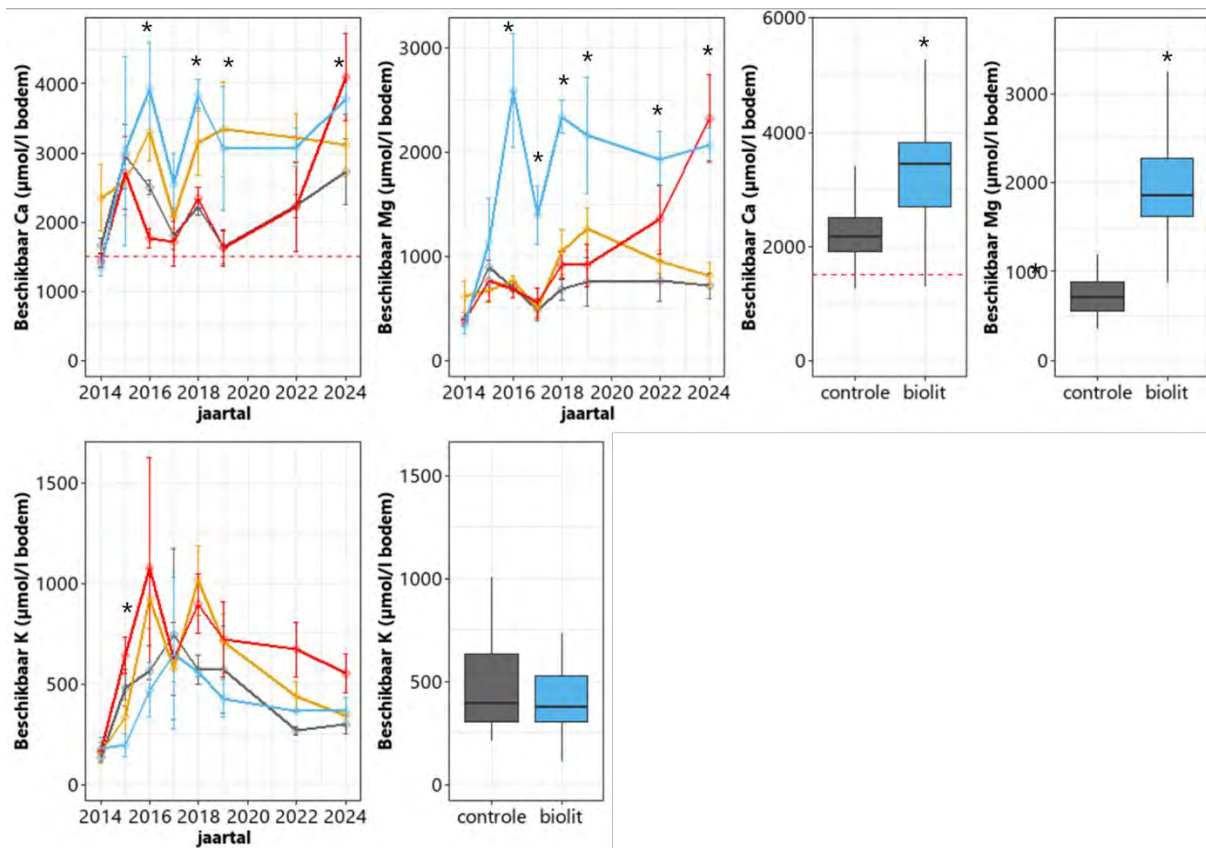 Beschikbaar Ca (µmol/l bodem)
4000
3000
2000
1000
0
*
*
*
*
2014 2016 2018 2020 2022 2024
jaartal
Beschikbaar Mg (µmol/l bodem)
3000
2000
1000
0
*
*
*
*
*
*
2014 2016 2018 2020 2022 2024
jaartal
Beschikbaar Ca (µmol/l bodem)
6000
4000
2000
0
*
controle biolit
Beschikbaar Mg (µmol/l bodem)
3000
2000
1000
0
*
*
controle biolit
Beschikbaar K (µmol/l bodem)
1500
1000
500
0
*
2014 2016 2018 2020 2022 2024
jaartal
Beschikbaar K (µmol/l bodem)
1500
1000
500
0
controle biolit